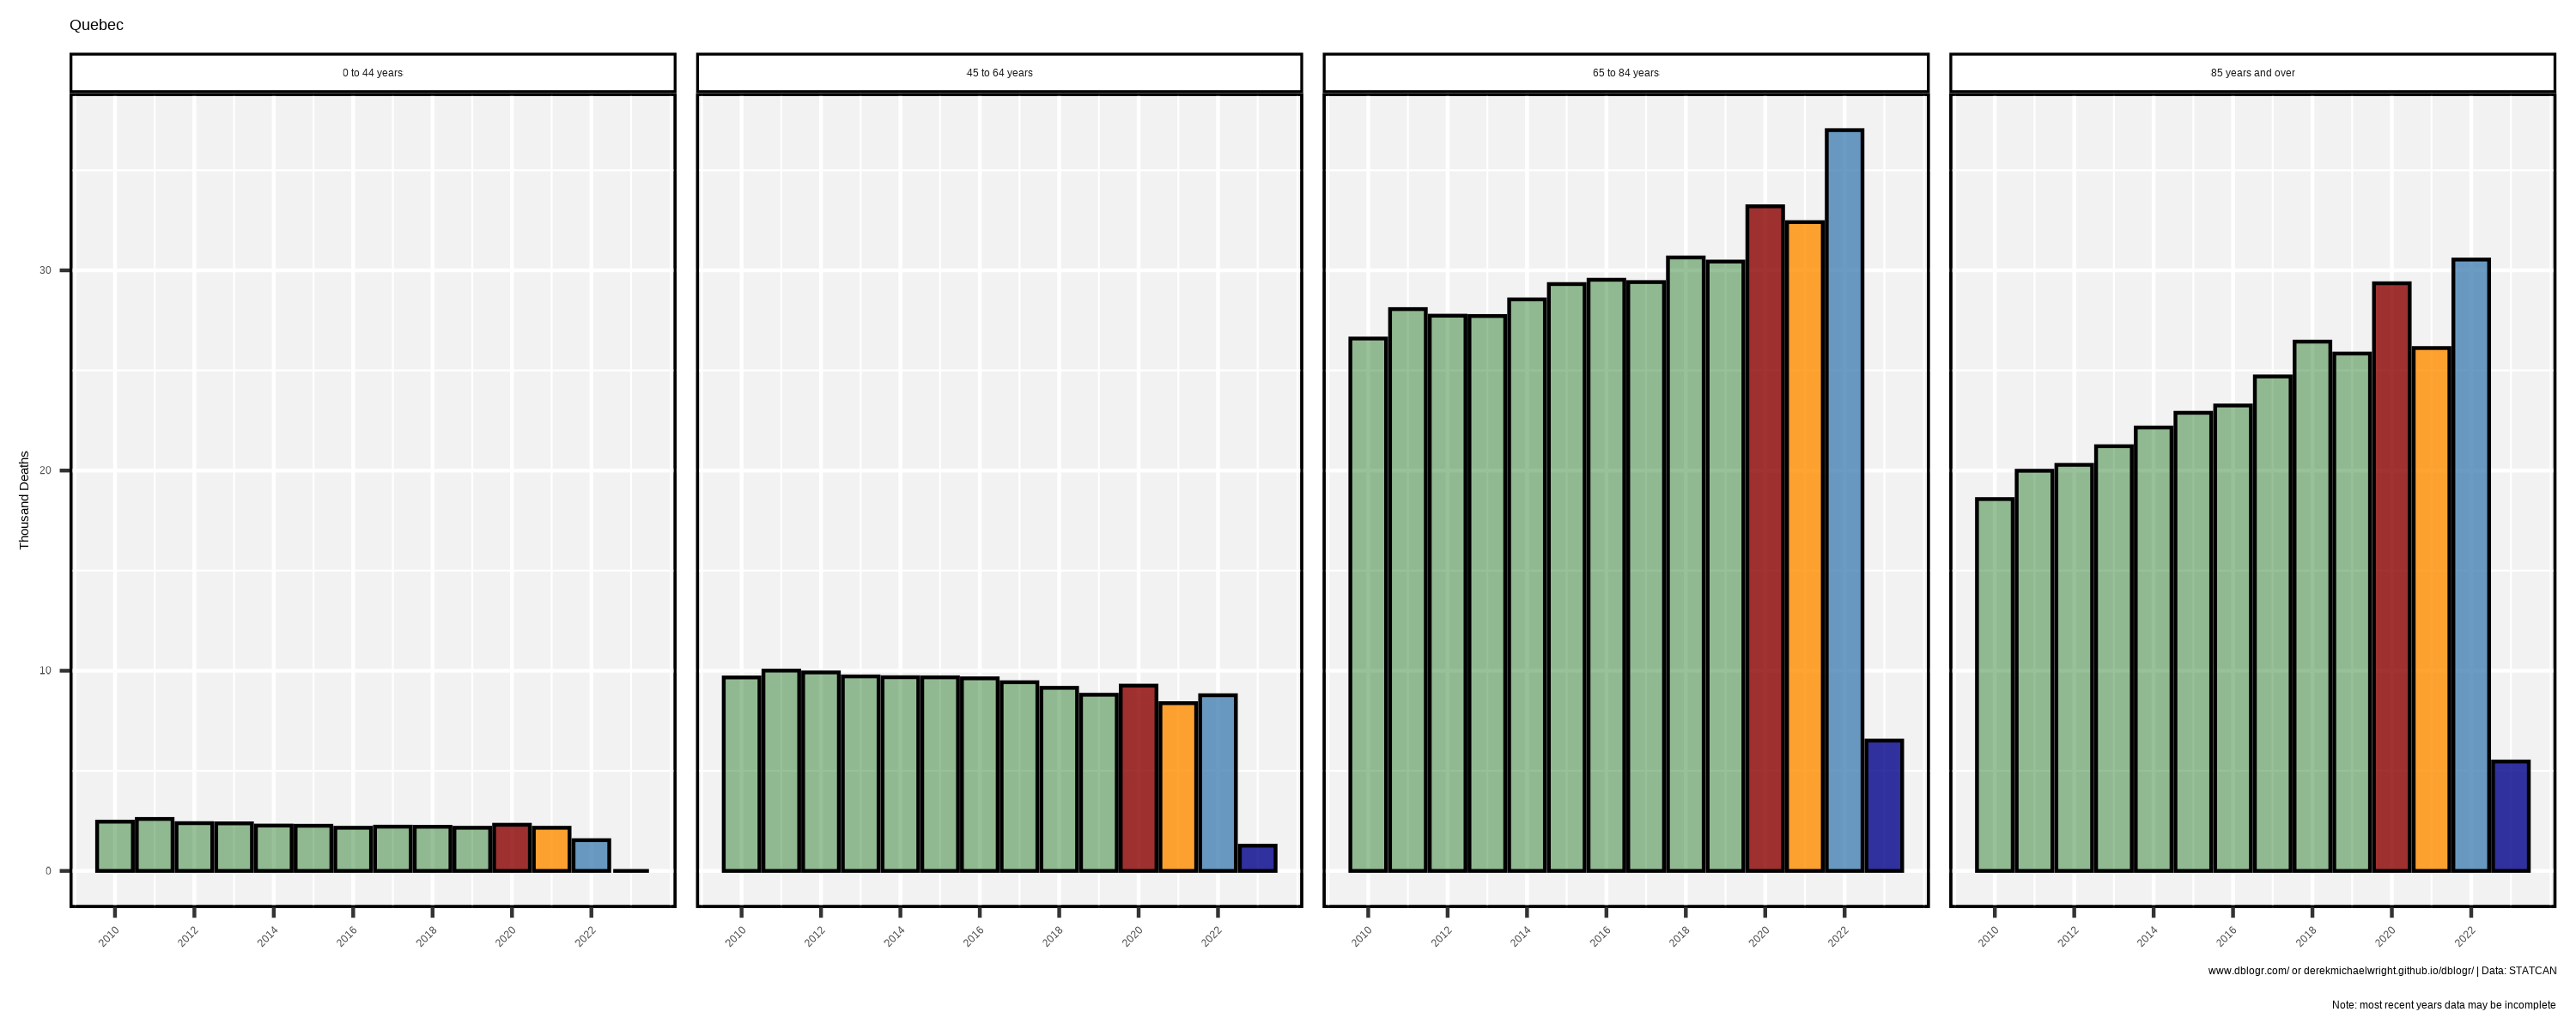 Quebec
0 to 44 years
45 to 64 years
65 to 84 years
85 years and over
Thousand Deaths
30
20
10
0
2010 2012 2014 2016 2018 2020 2022
2010 2012 2014 2016 2018 2020 2022
2010 2012 2014 2016 2018 2020 2022
2010 2012 2014 2016 2018 2020 2022
www.dblogr.com/ or derekmichaelwright.github.io/dblogr/ | Data: STATCAN
Note: most recent years data may be incomplete